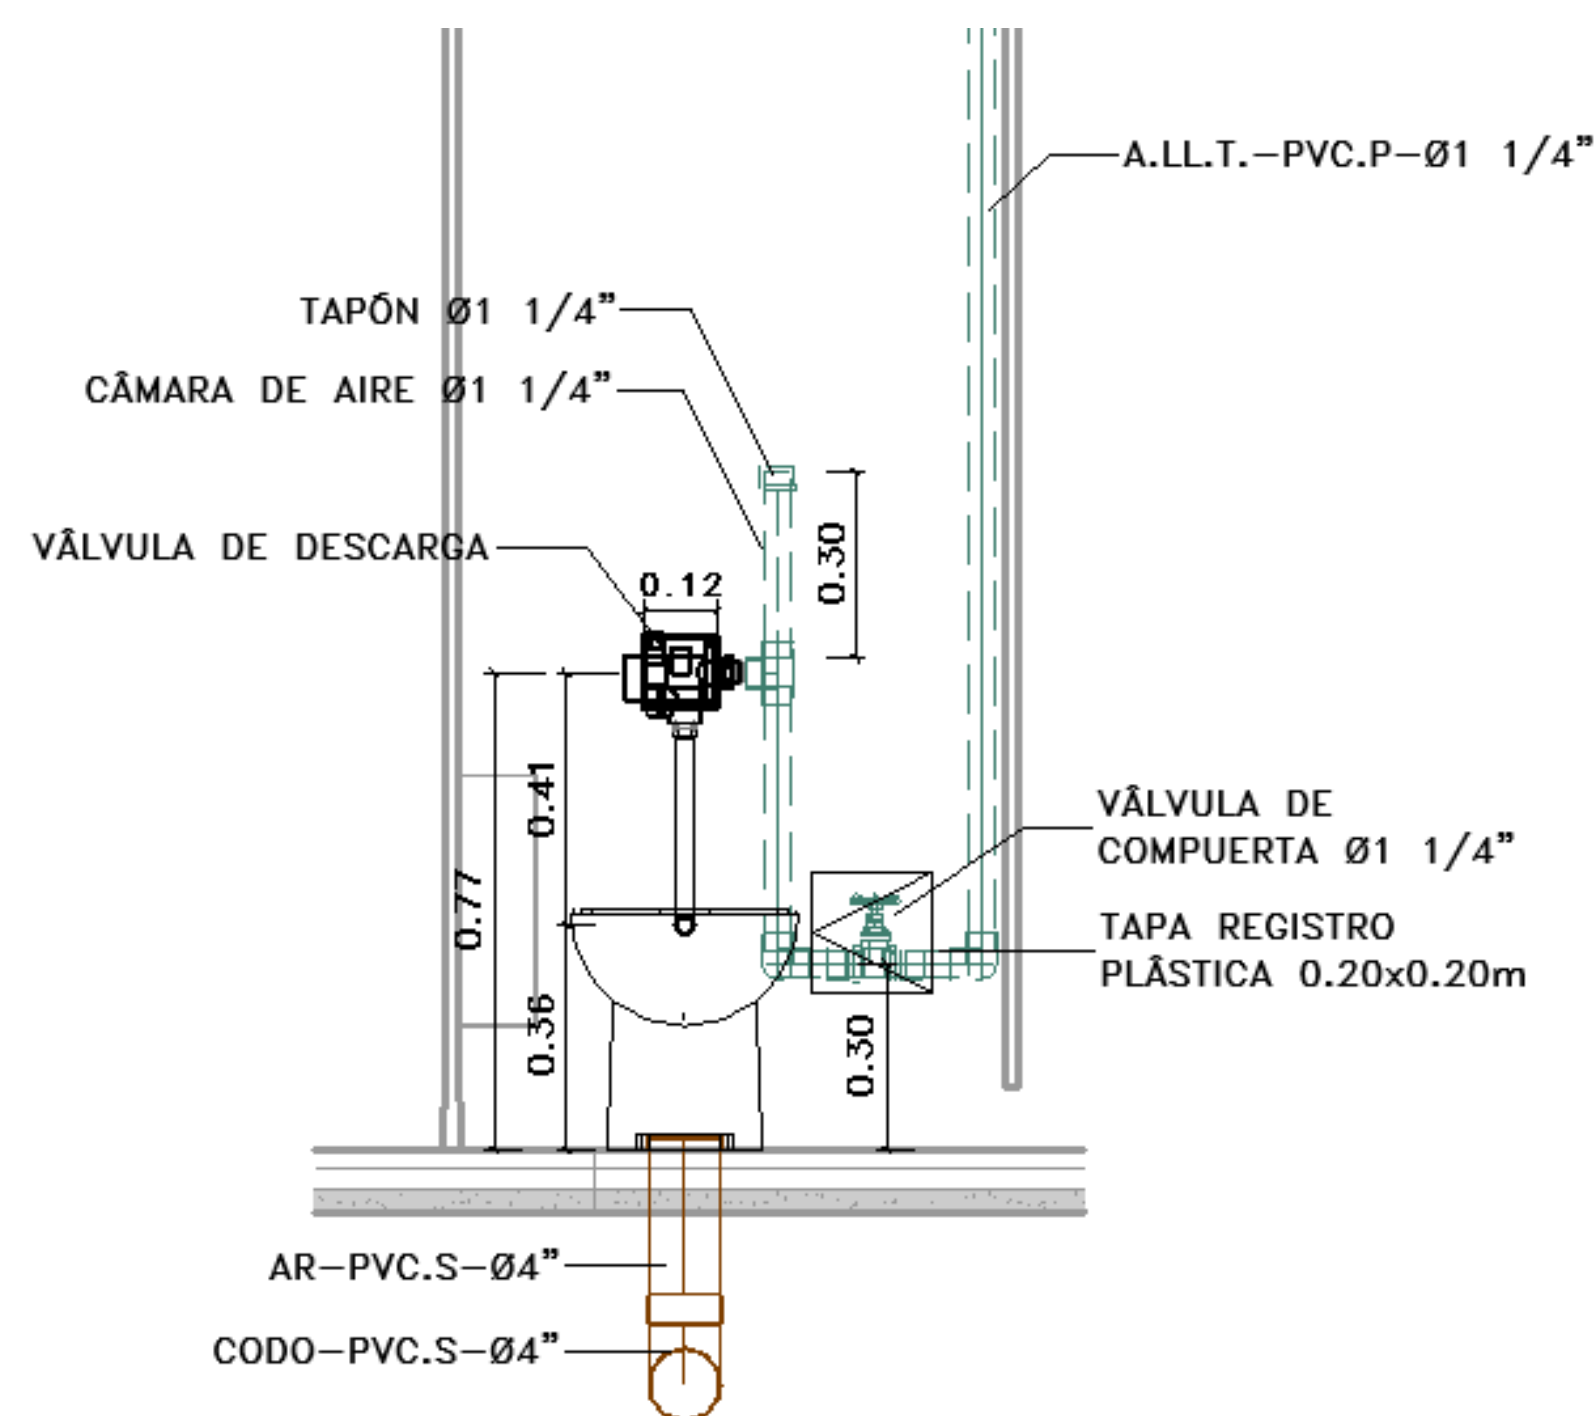 A.LL.T.-PVC.P-Ø1 1/4”
TAPÓN Ø1 1/4”
CÂMARA DE AIRE Ø1 1/4”
VÂLVULA DE DESCARGA
0.12
0.30
0.41
0.77
VÂLVULA DE
COMPUERTA Ø1 1/4”
TAPA REGISTRO
PLÂSTICA 0.20x0.20m
0.36
0.30
AR-PVC.S-Ø4”
CODO-PVC.S-Ø4”